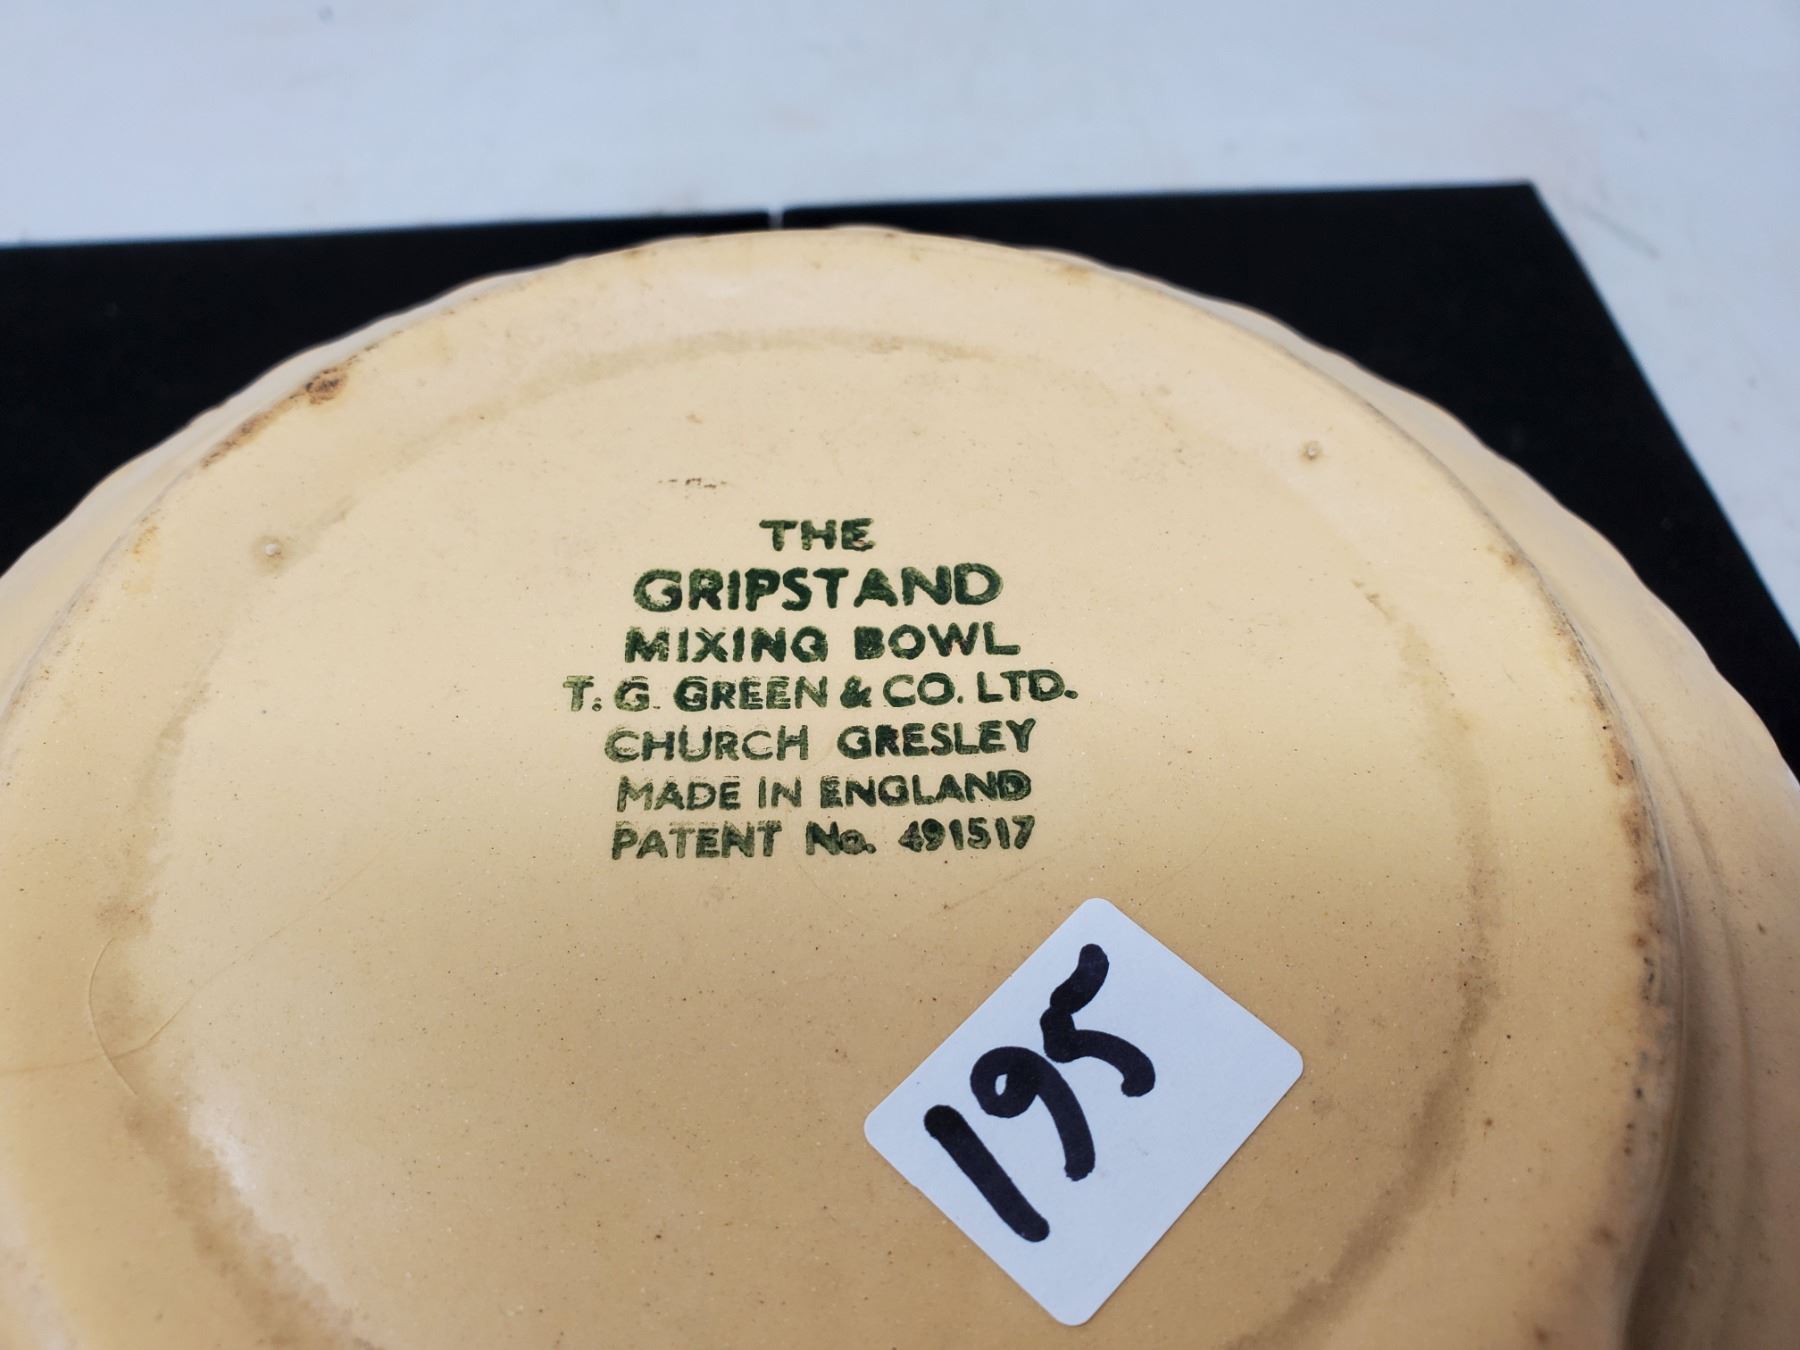 THE
GRIPSTAND
MIXING BOWL
T. G. GREEN & CO. LTD.
CHURCH GRESLEY
MADE IN ENGLAND
PATENT No. 491517
195